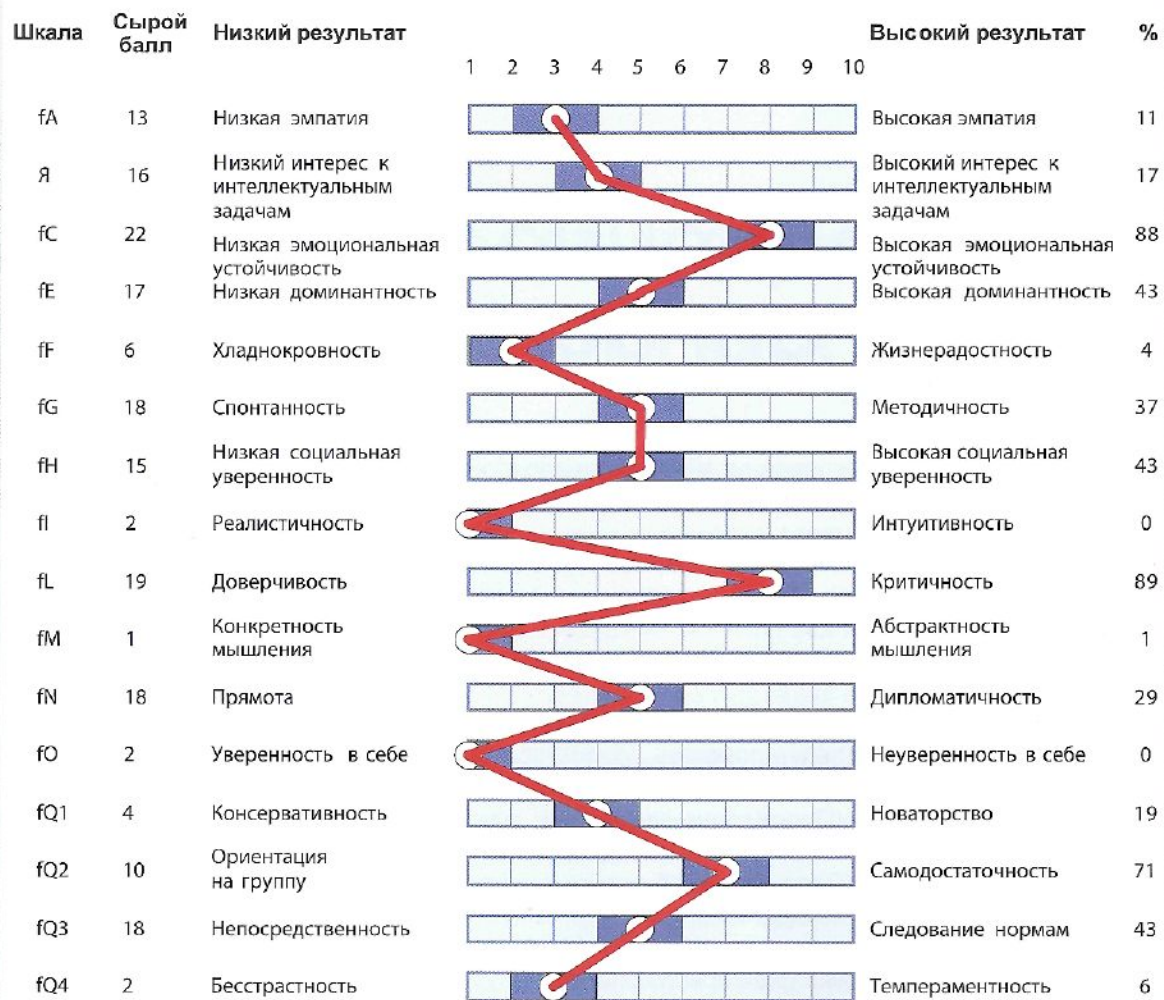 Шкала Сырой балл Низкий результат Высокий результат %
1 2 3 4 5 6 7 8 9 10
fA 13 Низкая эмпатия Высокая эмпатия 11
Я 16 Низкий интерес к интеллектуальным задачам Высокий интерес к интеллектуальным задачам 17
fC 22 Низкая эмоциональная устойчивость Высокая эмоциональная устойчивость 88
fE 17 Низкая доминантность Высокая доминантность 43
fF 6 Хладнокровность Жизнерадостность 4
fG 18 Спонтанность Методичность 37
fH 15 Низкая социальная уверенность Высокая социальная уверенность 43
fI 2 Реалистичность Интуитивность 0
fL 19 Доверчивость Критичность 89
fM 1 Конкретность мышления Абстрактность мышления 1
fN 18 Прямота Дипломатичность 29
fO 2 Уверенность в себе Неуверенность в себе 0
fQ1 4 Консервативность Новаторство 19
fQ2 10 Ориентация на группу Самодостаточность 71
fQ3 18 Непосредственность Следование нормам 43
fQ4 2 Бесстрастность Темпераментность 6